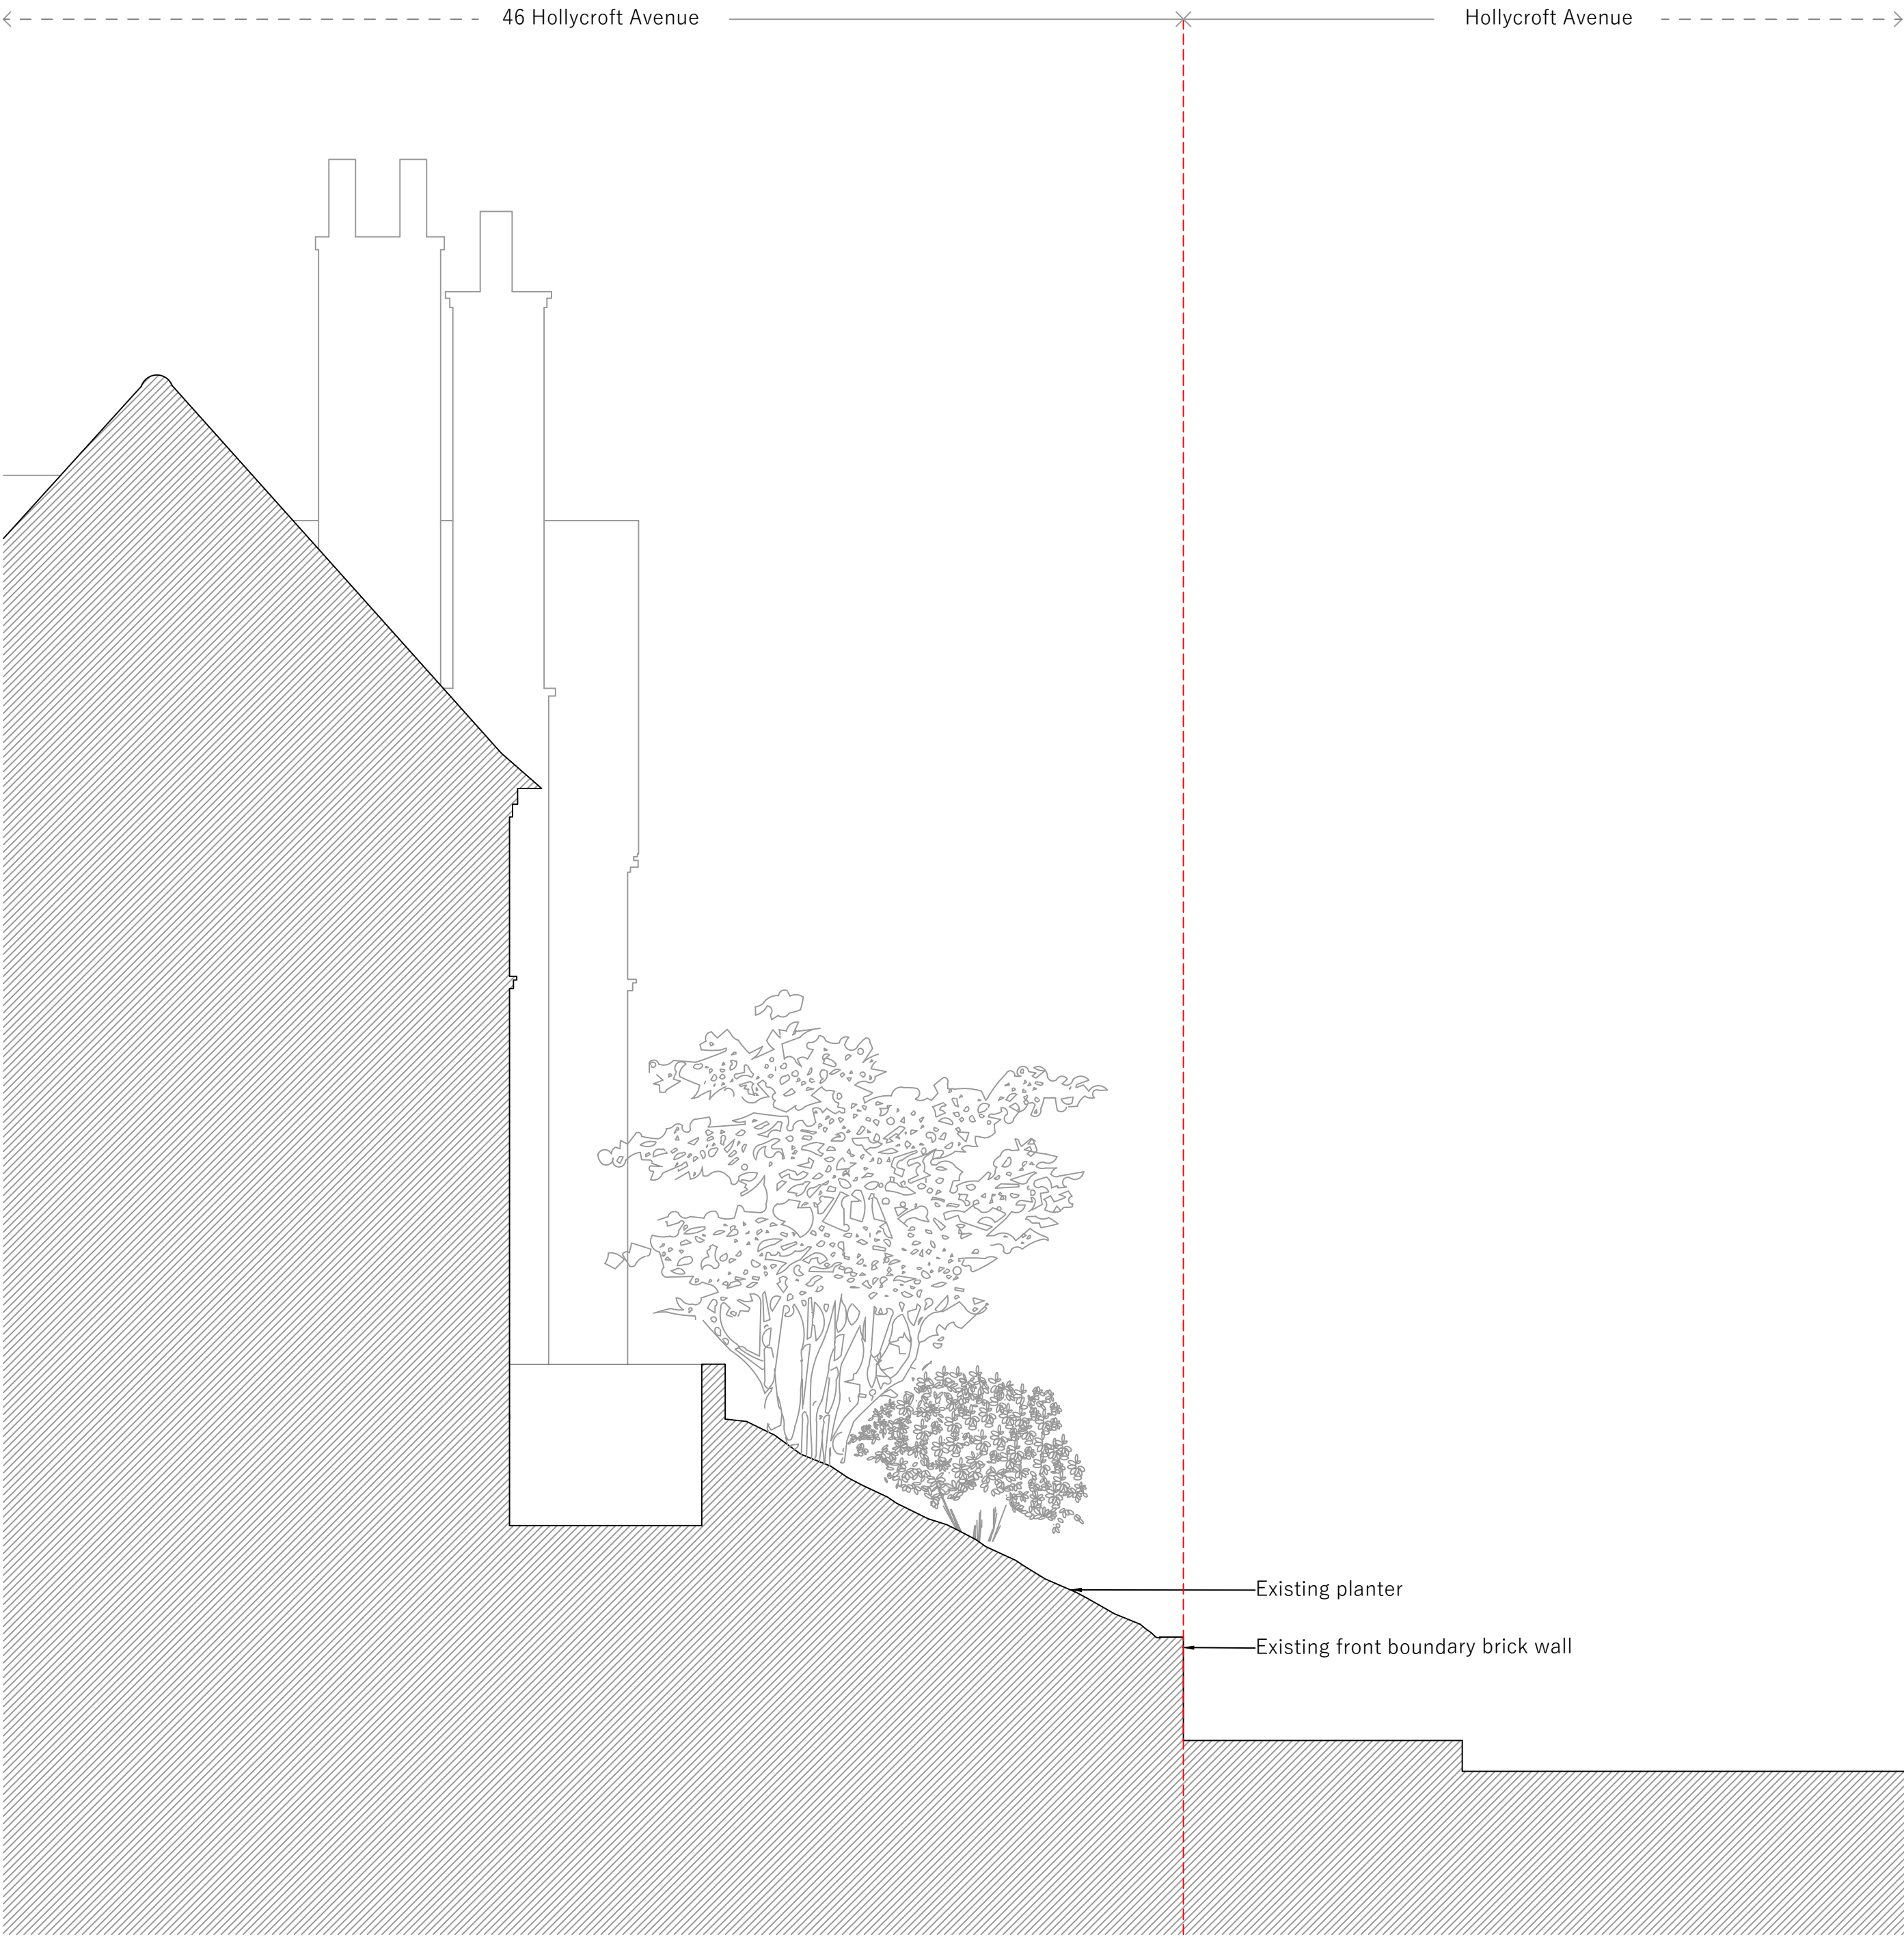 46 Hollycroft Avenue
Hollycroft Avenue
Existing planter
Existing front boundary brick wall